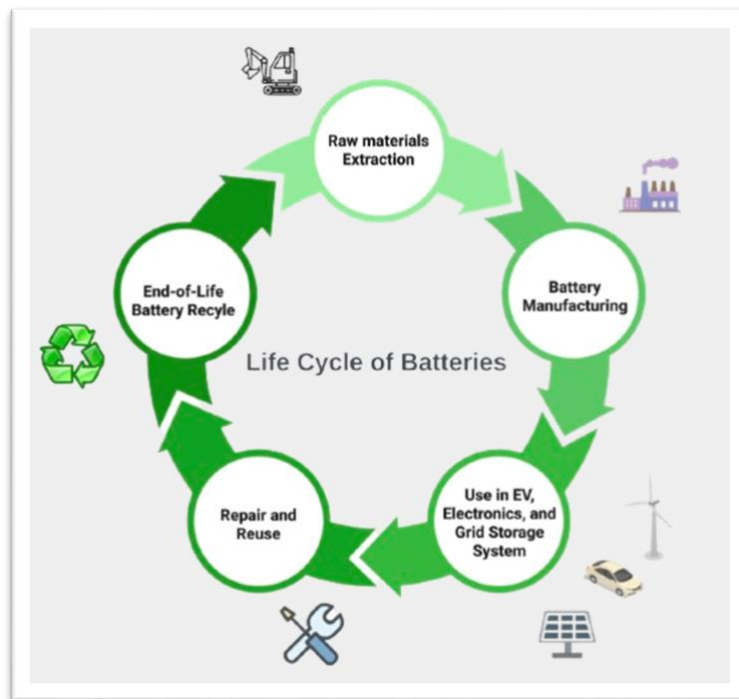 Raw materials
Extraction
Battery
Manufacturing
Use in EV,
Electronics, and
Grid Storage
System
Repair and
Reuse
End-of-Life
Battery Recyle
Life Cycle of Batteries